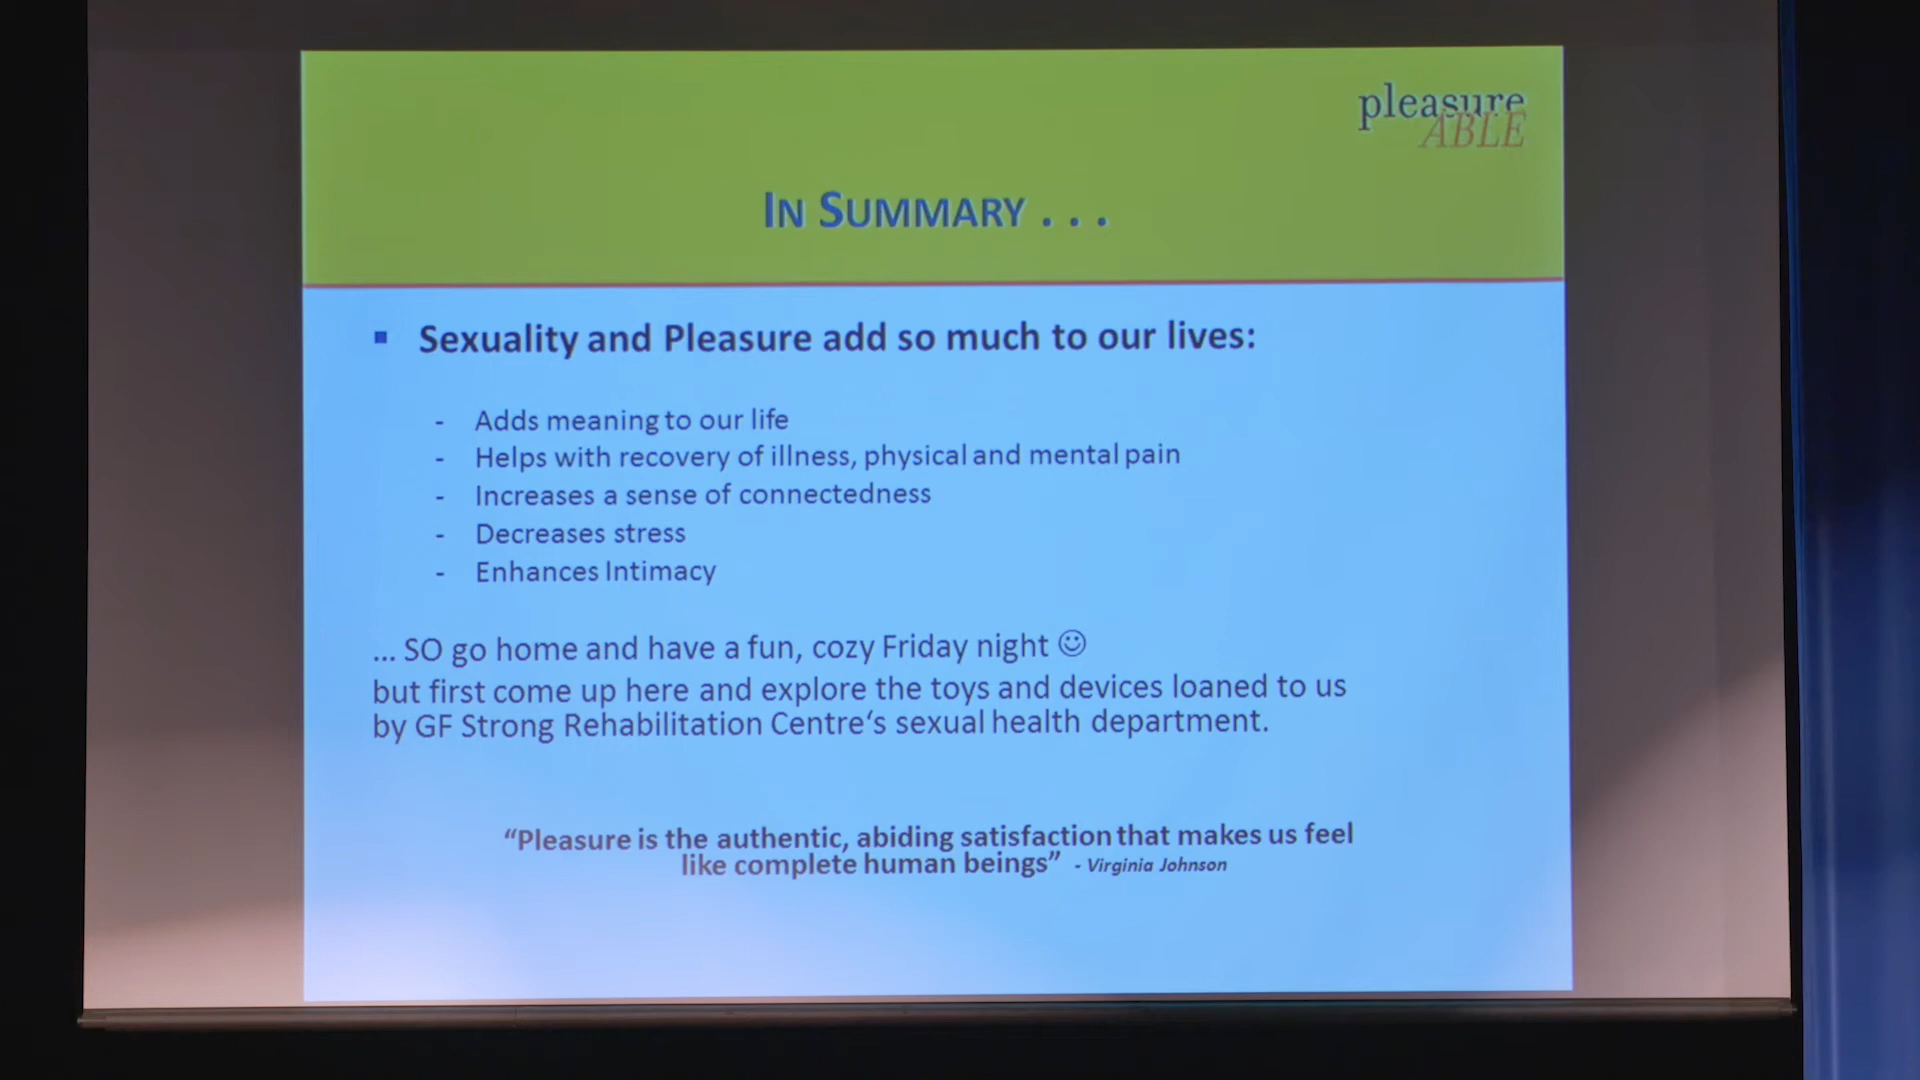 pleasure
ABLE
IN SUMMARY . . .
▪ Sexuality and Pleasure add so much to our lives:
- Adds meaning to our life
- Helps with recovery of illness, physical and mental pain
- Increases a sense of connectedness
- Decreases stress
- Enhances Intimacy
... SO go home and have a fun, cozy Friday night ☺
but first come up here and explore the toys and devices loaned to us
by GF Strong Rehabilitation Centre‘s sexual health department.
“Pleasure is the authentic, abiding satisfaction that makes us feel
like complete human beings” - Virginia Johnson